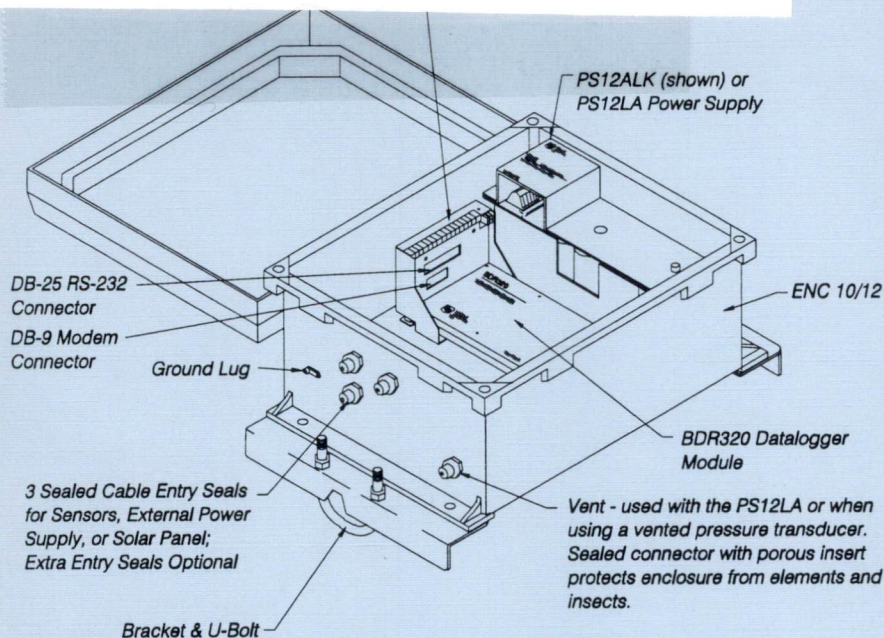 PS12ALK (shown) or
PS12LA Power Supply
DB-25 RS-232
Connector
DB-9 Modem
Connector
ENC 10/12
Ground Lug
BDR320 Datalogger
Module
3 Sealed Cable Entry Seals
for Sensors, External Power
Supply, or Solar Panel;
Extra Entry Seals Optional
Vent - used with the PS12LA or when
using a vented pressure transducer.
Sealed connector with porous insert
protects enclosure from elements and
insects.
Bracket & U-Bolt